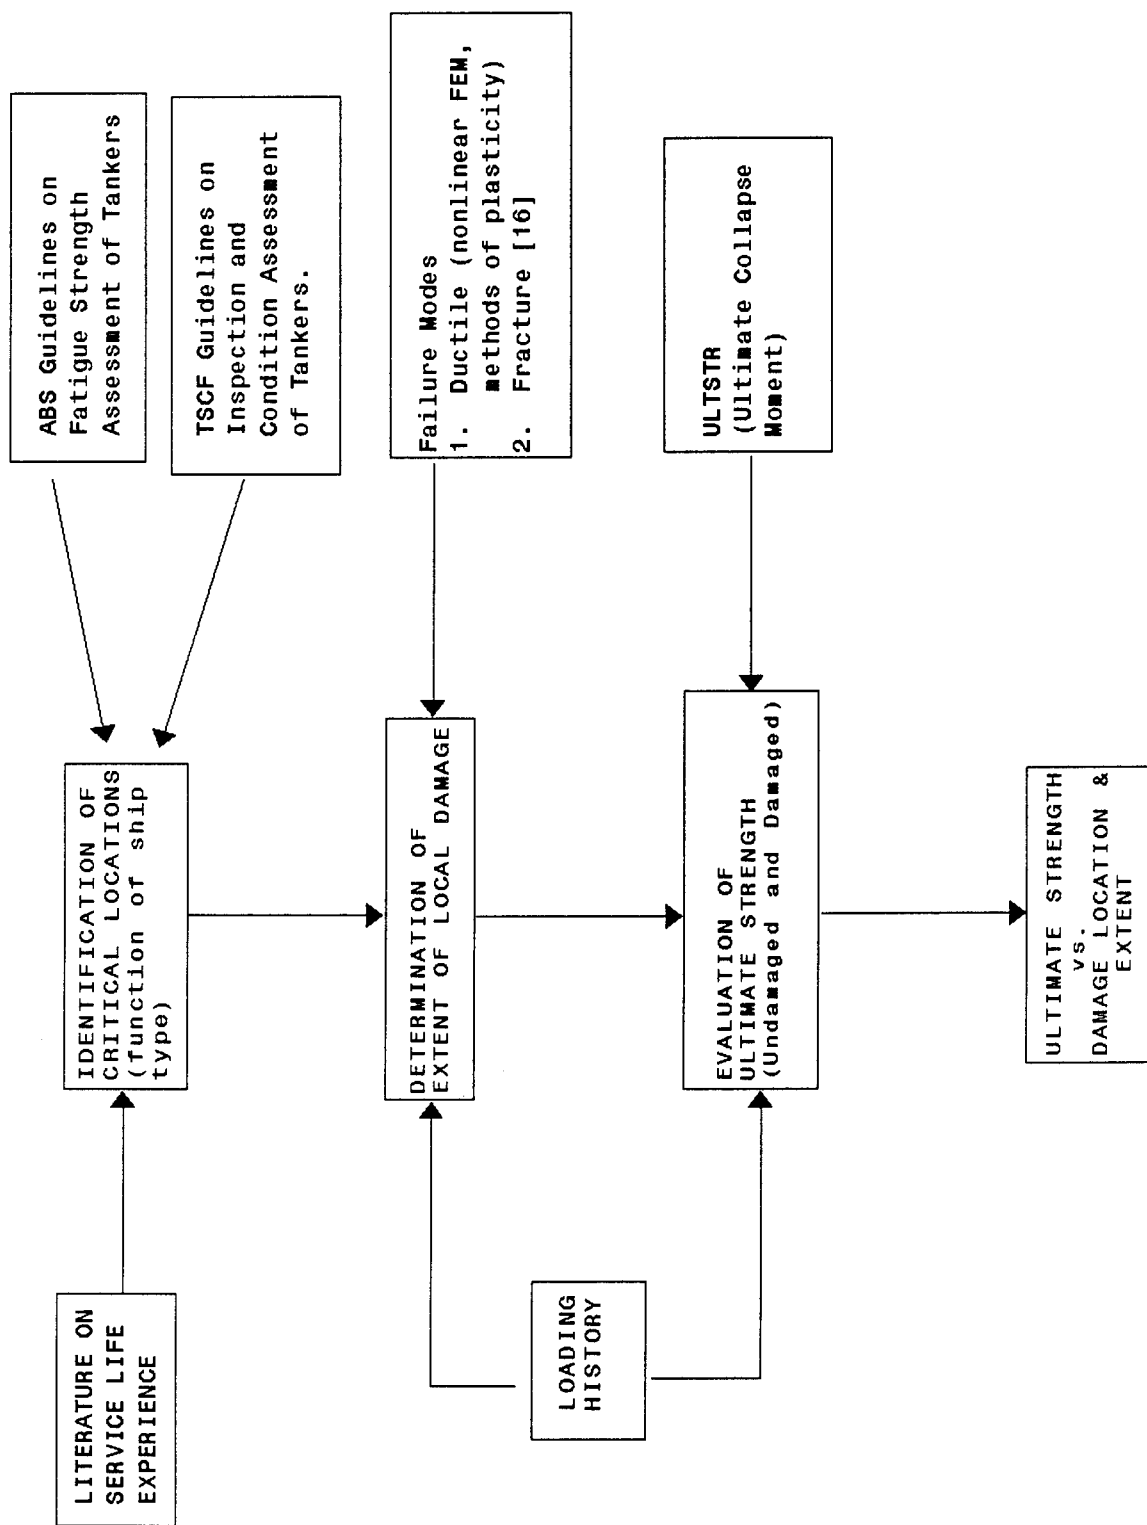 LITERATURE ON
SERVICE LIFE
EXPERIENCE
IDENTIFICATION OF
CRITICAL LOCATIONS
(function of ship
type)
ABS Guidelines on
Fatigue Strength
Assessment of Tankers
TSCF Guidelines on
Inspection and
Condition Assessment
of Tankers.
LOADING
HISTORY
DETERMINATION OF
EXTENT OF LOCAL DAMAGE
Failure Modes
1. Ductile (nonlinear FEM,
methods of plasticity)
2. Fracture [16]
EVALUATION OF
ULTIMATE STRENGTH
(Undamaged and Damaged)
ULTSTR
(Ultimate Collapse
Moment)
ULTIMATE STRENGTH
vs.
DAMAGE LOCATION &
EXTENT